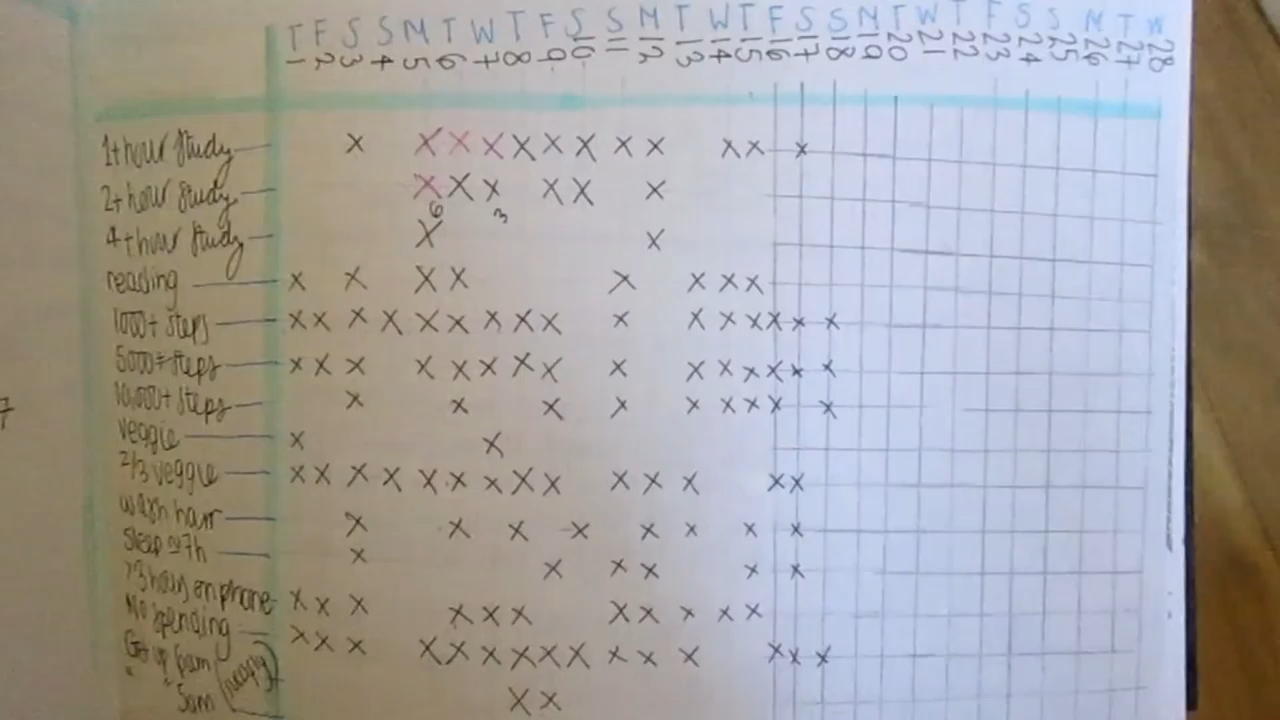 T F S S M T W T F S S M T W T F S S M T W T F S S M T W
1 2 3 4 5 6 7 8 9 10 11 12 13 14 15 16 17 18 19 20 21 22 23 24 25 26 27 28
1+hour study x x x x x x x x x x x x
2+hour study x x x x x x
6 3
4+hour study x x
reading x x x x x x x x
1000+ steps x x x x x x x x x x x x x x x x
5000+ steps x x x x x x x x x x x x x x x
10,000+ steps x x x x x x x x x
veggie x x
2/3 veggie x x x x x x x x x x x x x x
wash hair x x x x x x x x
sleep ≃7h x x x x x x
>3 hours on phone x x x x x x x x x x x
No spending x x x x x x x x x x x x x x x
Get up 6am
" " 5am x x
7